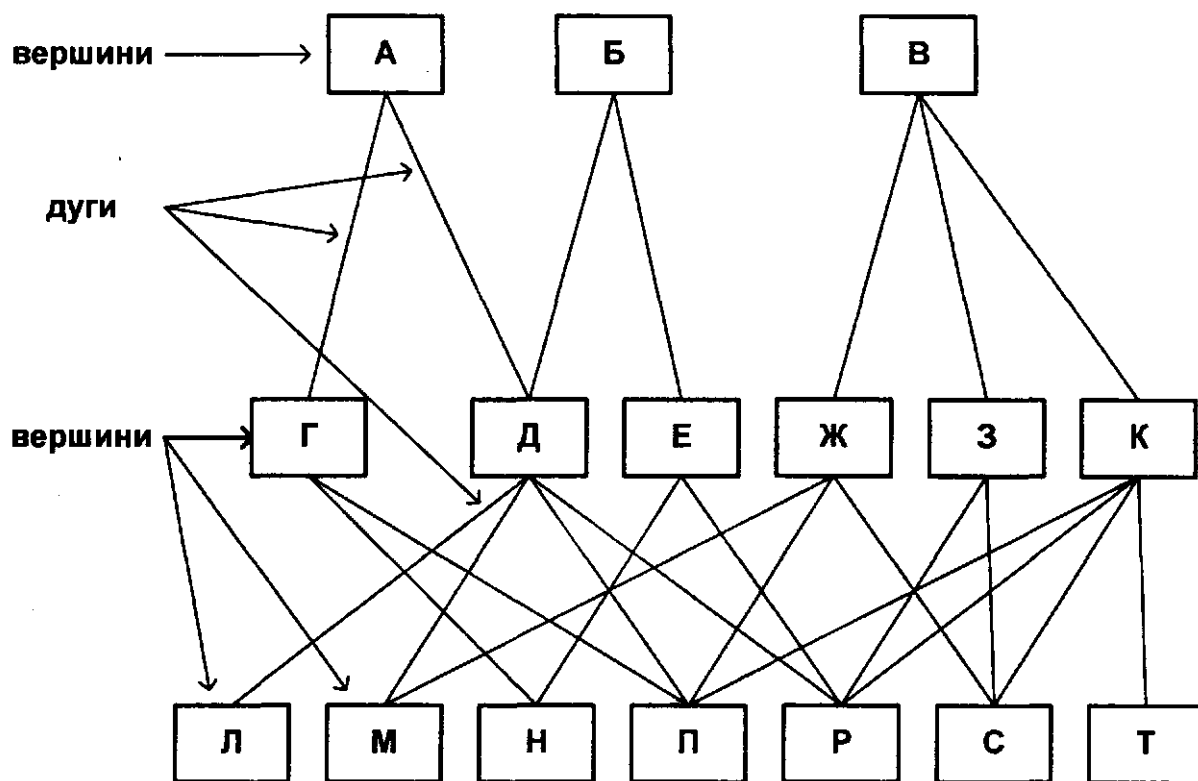 вершини А Б В
дуги
вершини Г Д Е Ж З К
Л М Н П Р С Т